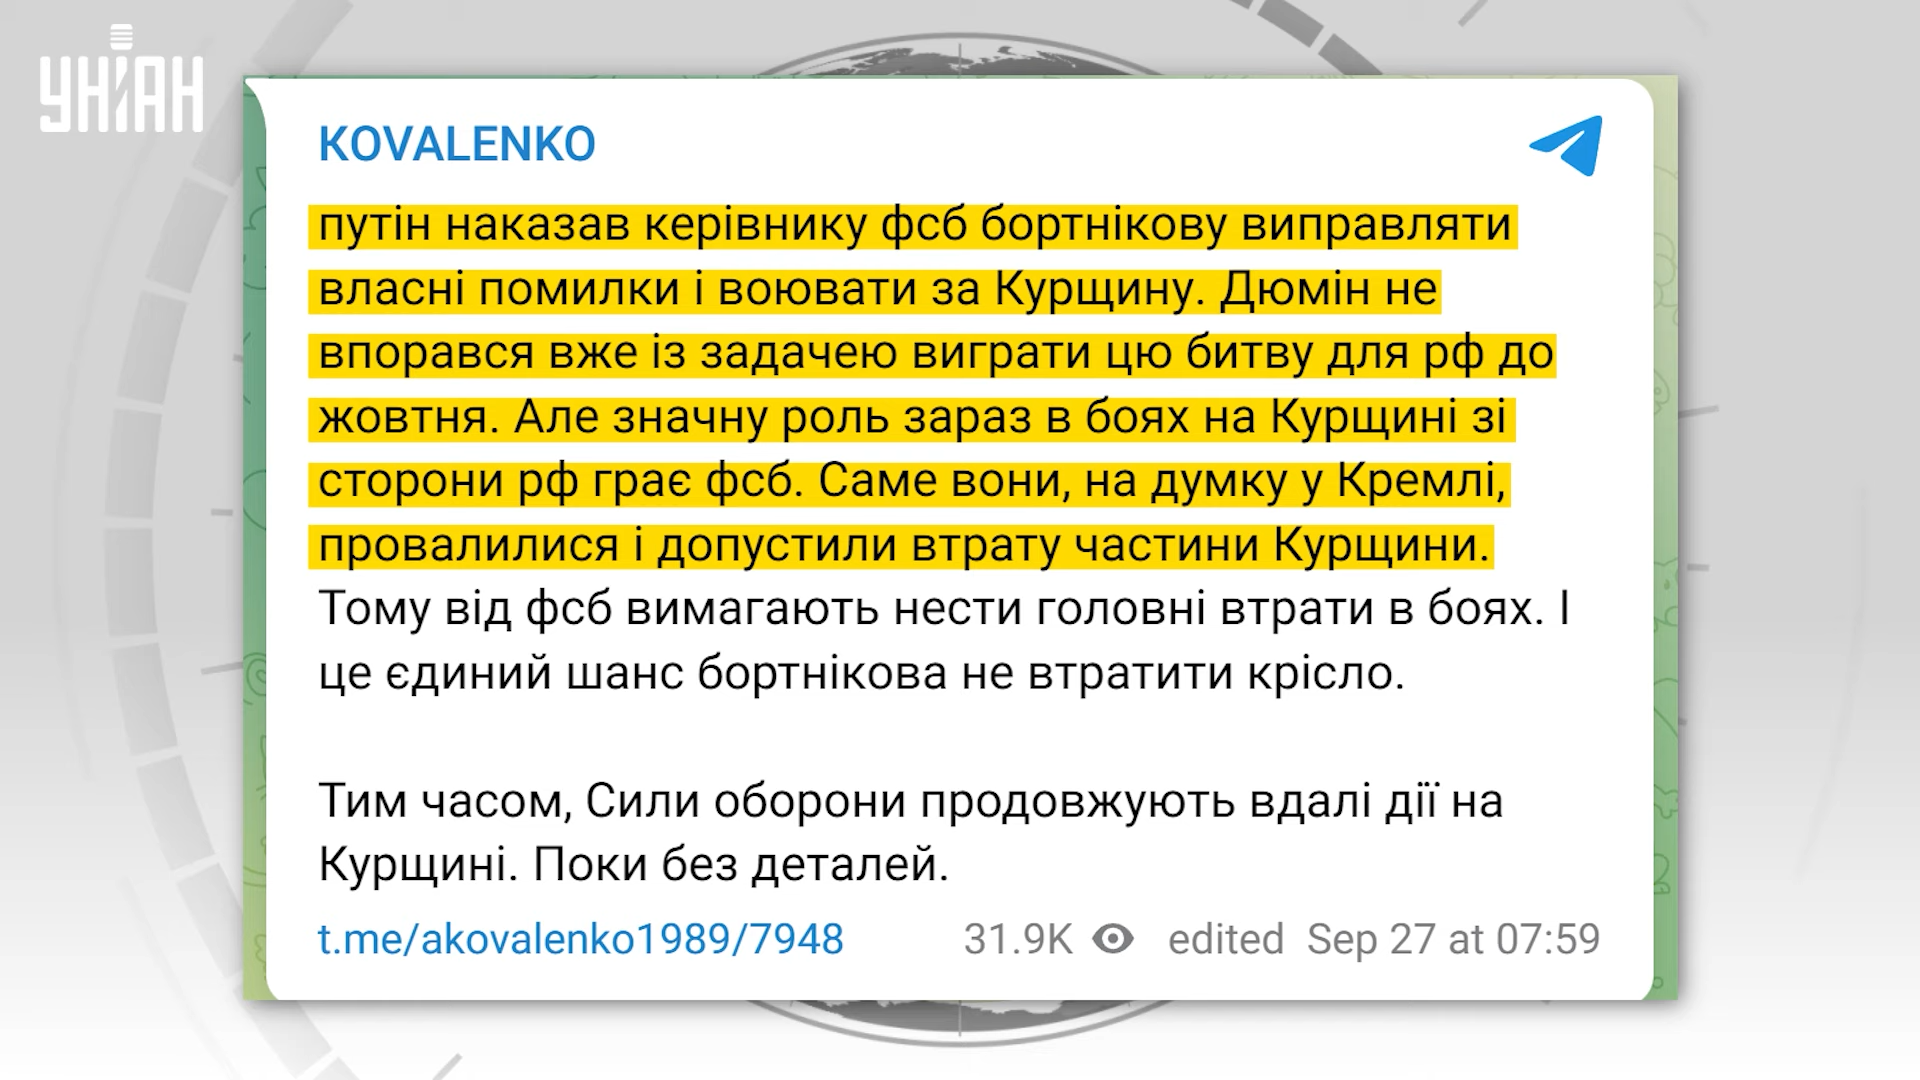 УНІАН
KOVALENKO
путін наказав керівнику фсб бортнікову виправляти
власні помилки і воювати за Курщину. Дюмін не
впорався вже із задачею виграти цю битву для рф до
жовтня. Але значну роль зараз в боях на Курщині зі
сторони рф грає фсб. Саме вони, на думку у Кремлі,
провалилися і допустили втрату частини Курщини.
Тому від фсб вимагають нести головні втрати в боях. І
це єдиний шанс бортнікова не втратити крісло.
Тим часом, Сили оборони продовжують вдалі дії на
Курщині. Поки без деталей.
t.me/akovalenko1989/7948 31.9K edited Sep 27 at 07:59